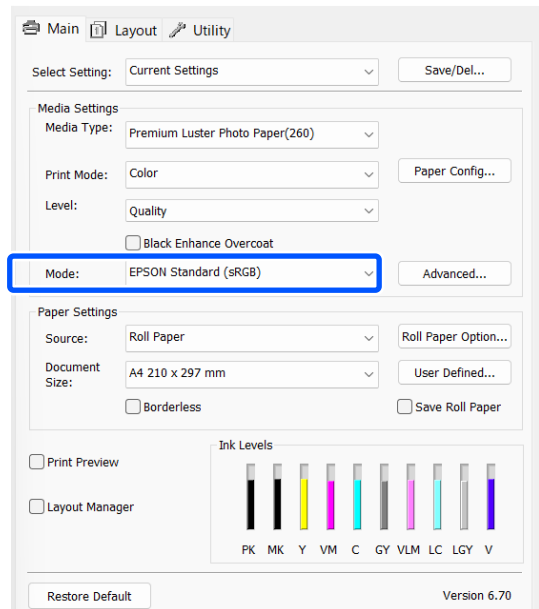 Main Layout Utility
Select Setting: Current Settings Save/Del...
Media Settings
Media Type: Premium Luster Photo Paper(260)
Print Mode: Color Paper Config...
Level: Quality
Black Enhance Overcoat
Mode: EPSON Standard (sRGB) Advanced...
Paper Settings
Source: Roll Paper Roll Paper Option...
Document
Size: A4 210 x 297 mm User Defined...
Borderless Save Roll Paper
Ink Levels
Print Preview
Layout Manager
PK MK Y VM C GY VLM LC LGY V
Restore Default Version 6.70